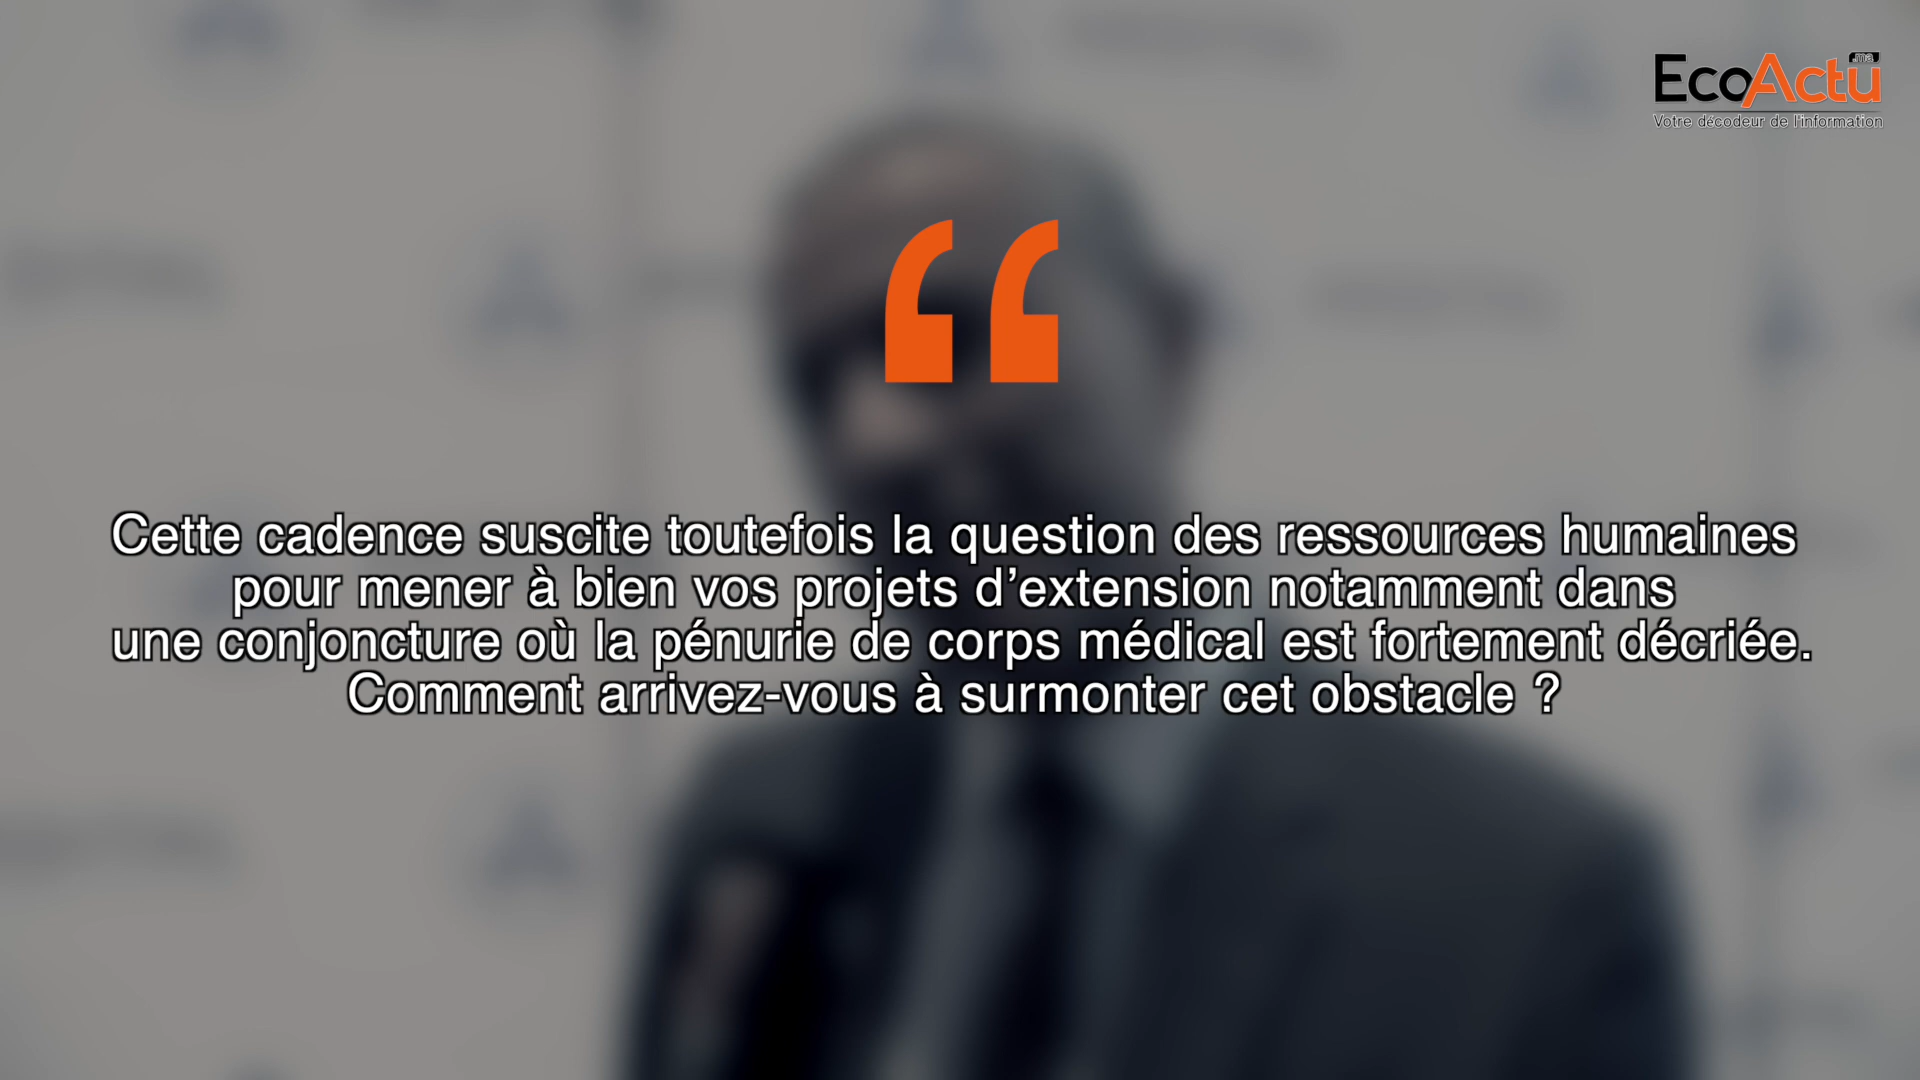 EcoActu
.ma
Votre décodeur de l'information
“
Cette cadence suscite toutefois la question des ressources humaines
pour mener à bien vos projets d’extension notamment dans
une conjoncture où la pénurie de corps médical est fortement décriée.
Comment arrivez-vous à surmonter cet obstacle ?